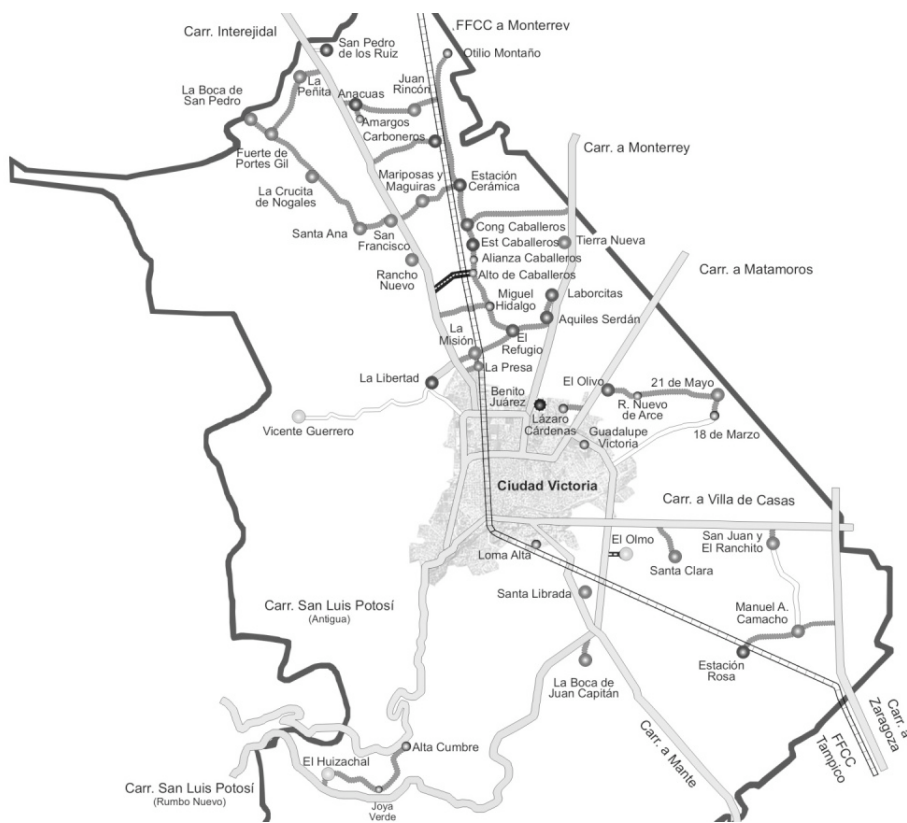 Carr. Interejidal
.FFCC a Monterrev
San Pedro
de los Ruiz
Otilio Montaño
La
Peñita
Juan
Rincón
La Boca de
San Pedro
Anacuas
Amargos
Carboneros
Carr. a Monterrey
Fuerte de
Portes Gil
Mariposas y
Maguiras
Estación
Cerámica
La Crucita
de Nogales
Santa Ana
San
Francisco
Cong Caballeros
Est Caballeros
Tierra Nueva
Alianza Caballeros
Rancho
Nuevo
Alto de Caballeros
Carr. a Matamoros
Miguel
Hidalgo
Laborcitas
Aquiles Serdán
La
Misión
El
Refugio
La Presa
La Libertad
Benito
Juárez
El Olivo
21 de Mayo
R. Nuevo
de Arce
Lázaro
Cárdenas
Vicente Guerrero
Guadalupe
Victoria
18 de Marzo
Ciudad Victoria
Carr. a Villa de Casas
El Olmo
San Juan y
El Ranchito
Loma Alta
Santa Clara
Santa Librada
Carr. San Luis Potosí
(Antigua)
Manuel A.
Camacho
Estación
Rosa
La Boca de
Juan Capitán
Carr. a
Zaragoza
FFCC
Tampico
Carr. a Mante
Alta Cumbre
El Huizachal
Carr. San Luis Potosí
(Rumbo Nuevo)
Joya
Verde